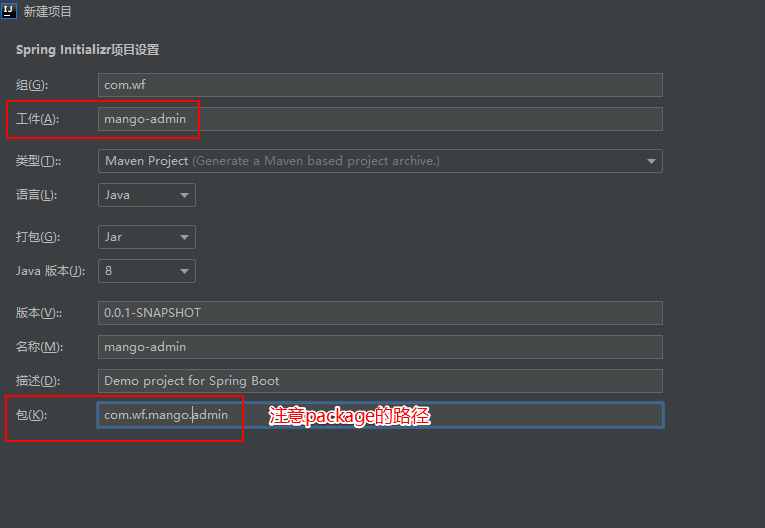 IJ 新建项目
Spring Initializr项目设置
组(G): com.wf
工件(A): mango-admin
类型(T):: Maven Project (Generate a Maven based project archive.)
语言(L): Java
打包(G): Jar
Java 版本(J): 8
版本(V):: 0.0.1-SNAPSHOT
名称(M): mango-admin
描述(D): Demo project for Spring Boot
包(K): com.wf.mango.admin 注意package的路径